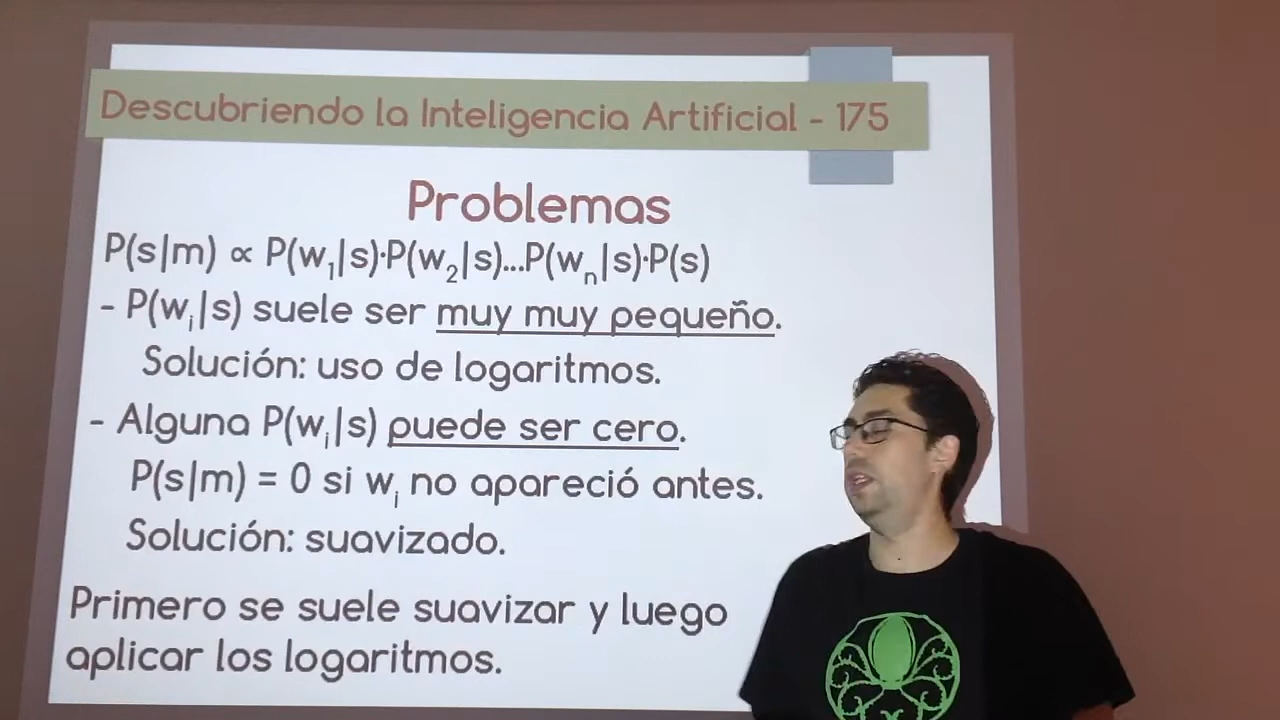 Descubriendo la Inteligencia Artificial - 175
Problemas
P(s|m) ∝ P(w₁|s)·P(w₂|s)...P(wₙ|s)·P(s)
- P(wᵢ|s) suele ser muy muy pequeño.
Solución: uso de logaritmos.
- Alguna P(wᵢ|s) puede ser cero.
P(s|m) = 0 si wᵢ no apareció antes.
Solución: suavizado.
Primero se suele suavizar y luego
aplicar los logaritmos.